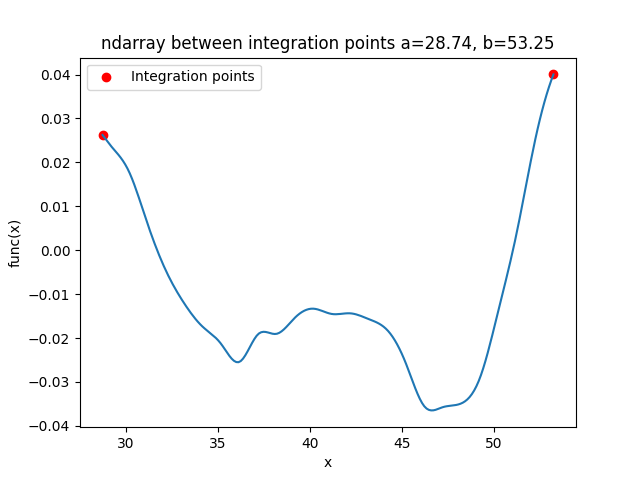 ndarray between integration points a=28.74, b=53.25
Integration points
0.04
0.03
0.02
0.01
0.00
−0.01
−0.02
−0.03
−0.04
func(x)
30 35 40 45 50
x